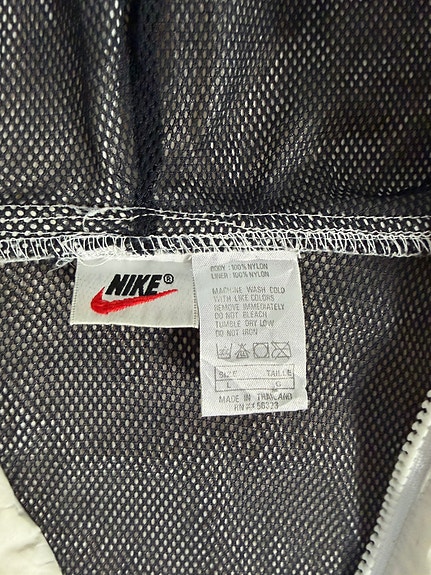 NIKE®
BODY : 100% NYLON
LINER : 100% NYLON
MACHINE WASH COLD
WITH LIKE COLORS
REMOVE IMMEDIATELY
DO NOT BLEACH
TUMBLE DRY LOW
DO NOT IRON
SIZE TAILLE
L G
MADE IN THAILAND